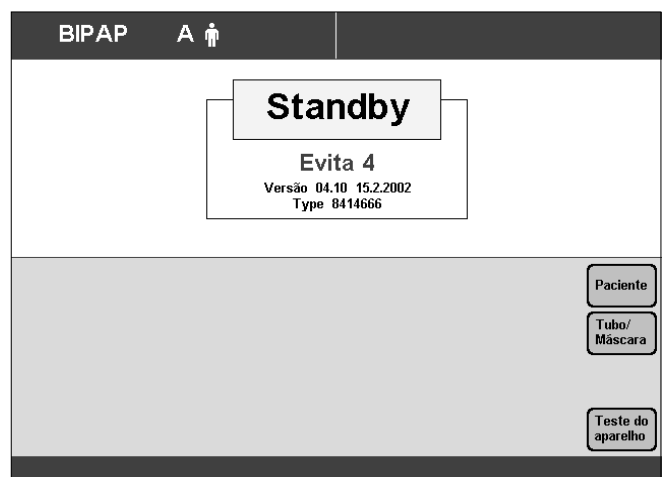 BIPAP A
Standby
Evita 4
Versão 04.10 15.2.2002
Type 8414666
Paciente
Tubo/
Máscara
Teste do
aparelho